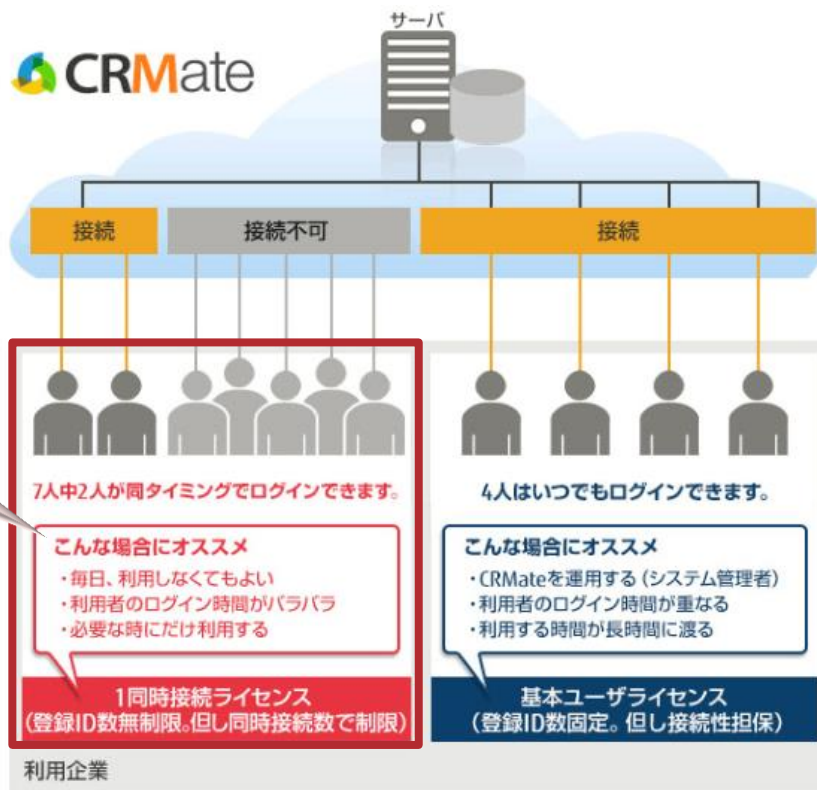 サーバ
CRMate
接続
接続不可
接続
7人中2人が同タイミングでログインできます。
こんな場合にオススメ
・毎日、利用しなくてもよい
・利用者のログイン時間がバラバラ
・必要な時にだけ利用する
1同時接続ライセンス
(登録ID数無制限。但し同時接続数で制限)
4人はいつでもログインできます。
こんな場合にオススメ
・CRMateを運用する(システム管理者)
・利用者のログイン時間が重なる
・利用する時間が長時間に渡る
基本ユーザライセンス
(登録ID数固定。但し接続性担保)
利用企業